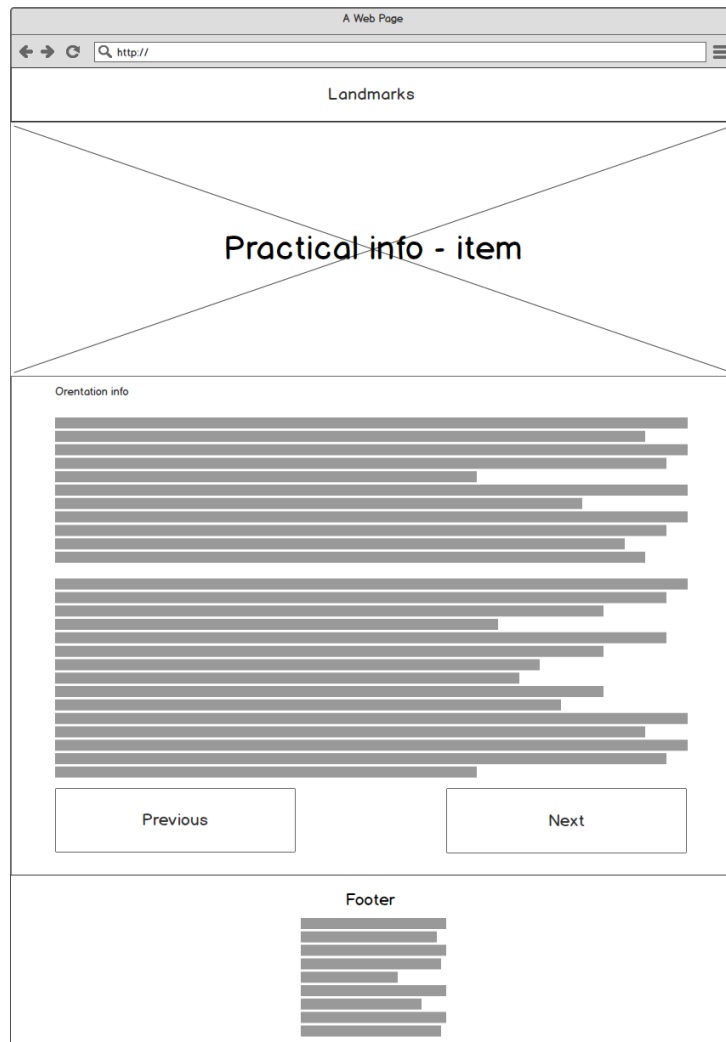 A Web Page
http://
Landmarks
Practical info - item
Orentation info
Previous
Next
Footer